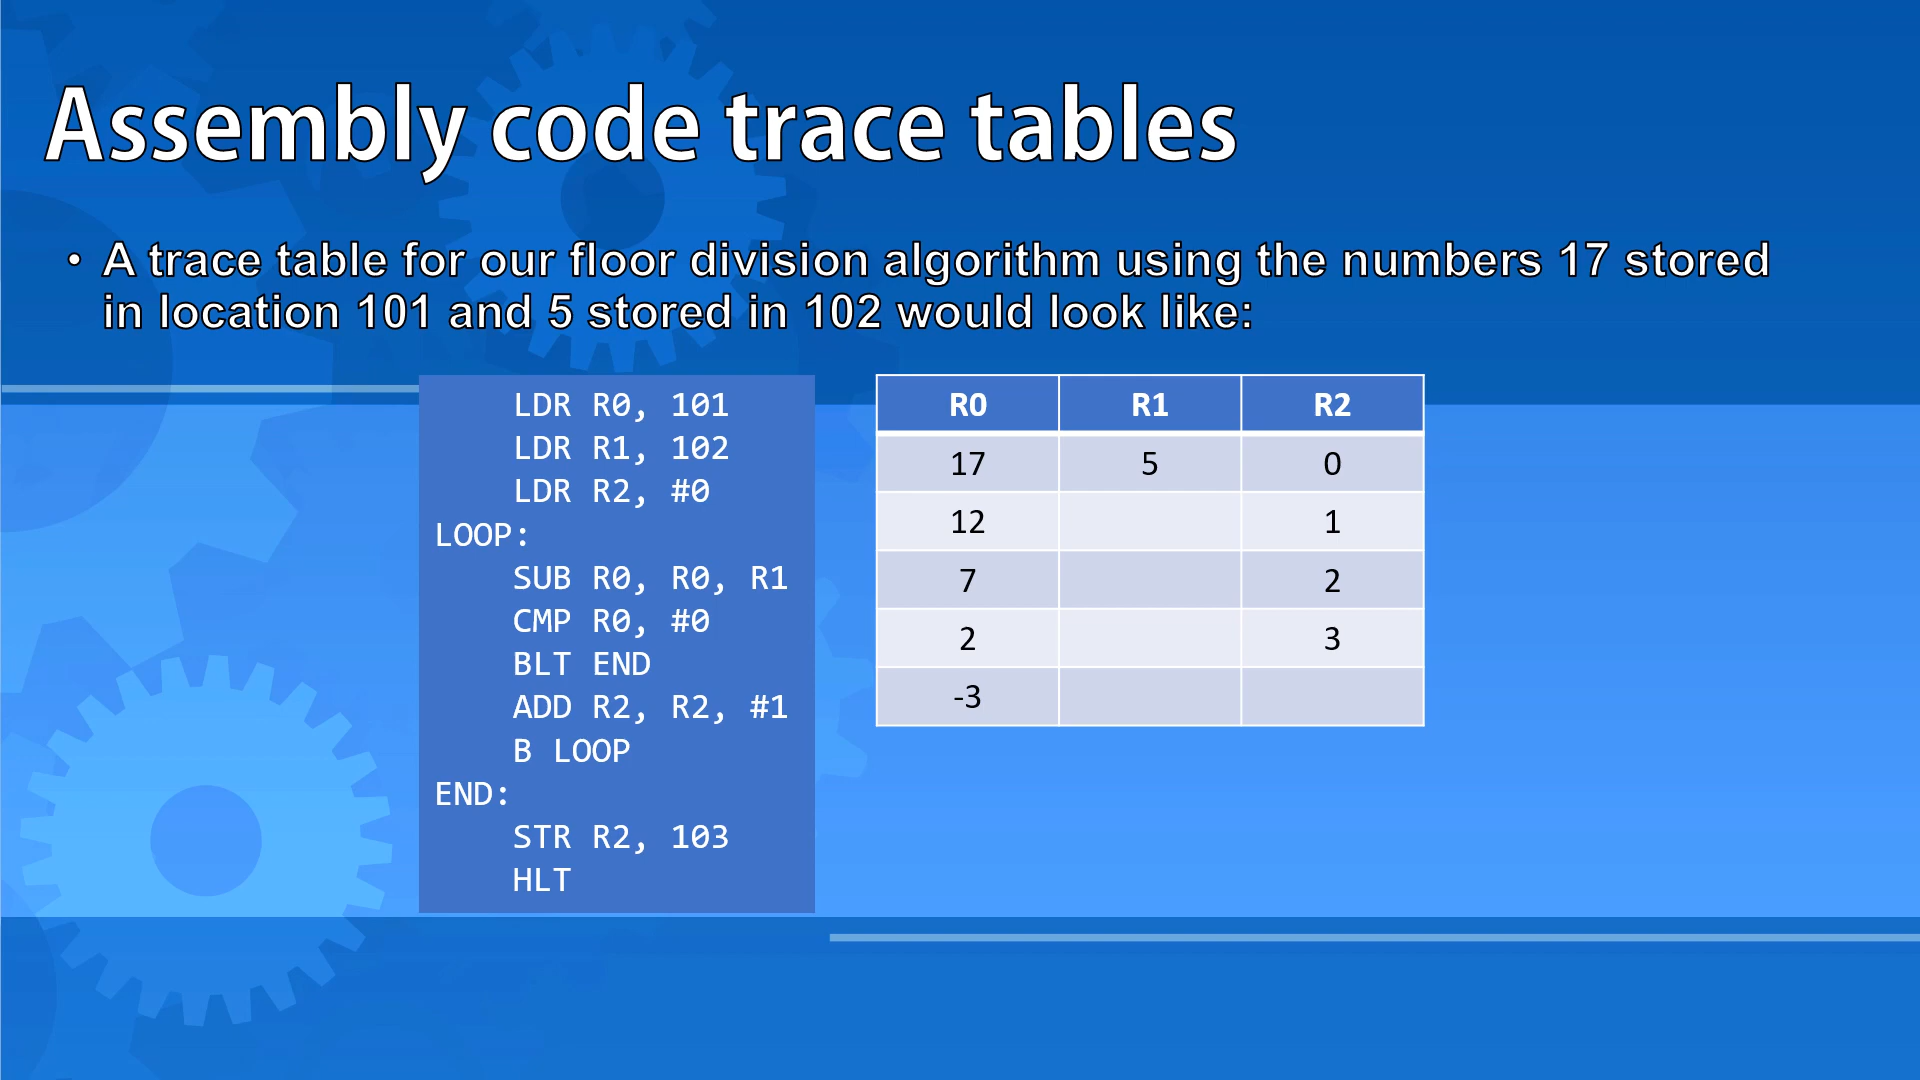 Assembly code trace tables
• A trace table for our floor division algorithm using the numbers 17 stored
in location 101 and 5 stored in 102 would look like:
LDR R0, 101
LDR R1, 102
LDR R2, #0
LOOP:
SUB R0, R0, R1
CMP R0, #0
BLT END
ADD R2, R2, #1
B LOOP
END:
STR R2, 103
HLT
R0 R1 R2
17 5 0
12 1
7 2
2 3
-3